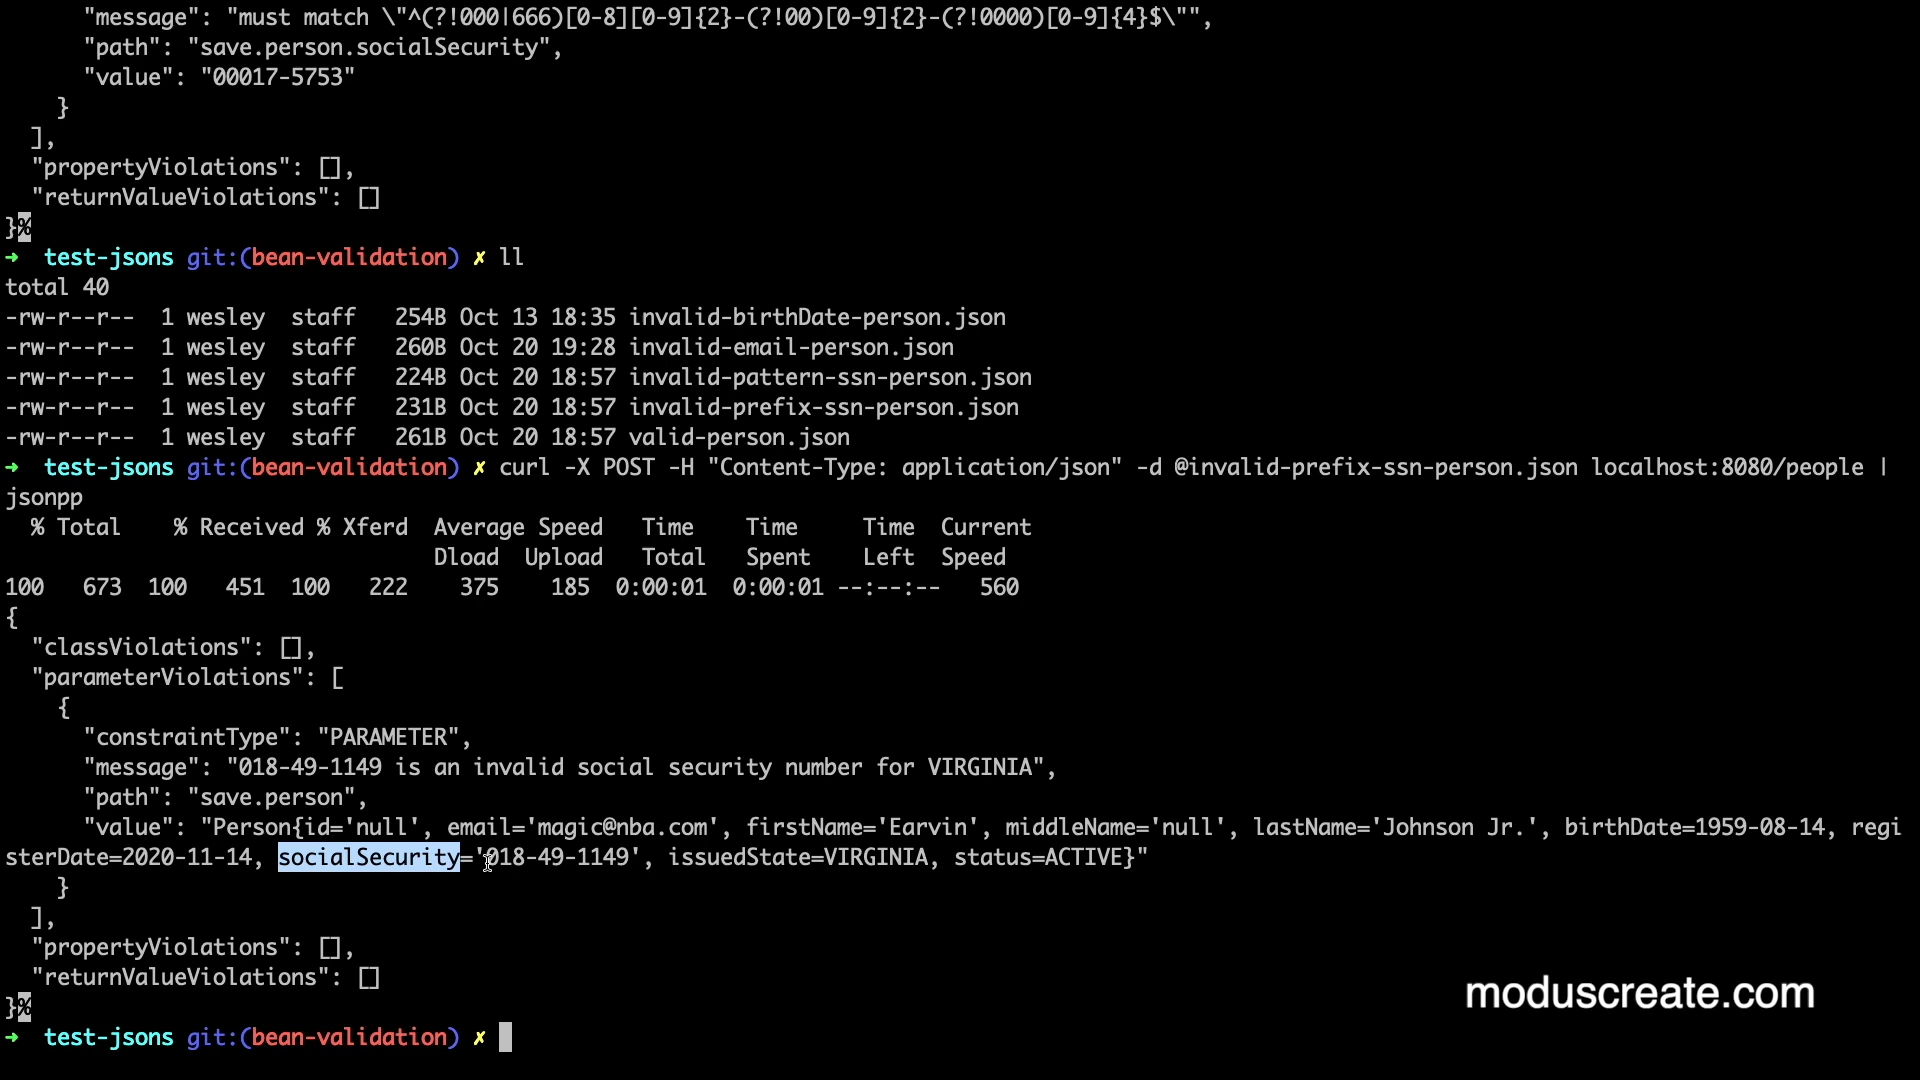 "message": "must match \"^(?!000|666)[0-8][0-9]{2}-(?!00)[0-9]{2}-(?!0000)[0-9]{4}$\"",
      "path": "save.person.socialSecurity",
      "value": "00017-5753"
    }
  ],
  "propertyViolations": [],
  "returnValueViolations": []
}%
➜  test-jsons git:(bean-validation) ✗ ll
total 40
-rw-r--r--  1 wesley  staff   254B Oct 13 18:35 invalid-birthDate-person.json
-rw-r--r--  1 wesley  staff   260B Oct 20 19:28 invalid-email-person.json
-rw-r--r--  1 wesley  staff   224B Oct 20 18:57 invalid-pattern-ssn-person.json
-rw-r--r--  1 wesley  staff   231B Oct 20 18:57 invalid-prefix-ssn-person.json
-rw-r--r--  1 wesley  staff   261B Oct 20 18:57 valid-person.json
➜  test-jsons git:(bean-validation) ✗ curl -X POST -H "Content-Type: application/json" -d @invalid-prefix-ssn-person.json localhost:8080/people |
jsonpp
  % Total    % Received % Xferd  Average Speed   Time    Time     Time  Current
                                 Dload  Upload   Total   Spent    Left  Speed
100   673  100   451  100   222    375    185  0:00:01  0:00:01 --:--:--   560
{
  "classViolations": [],
  "parameterViolations": [
    {
      "constraintType": "PARAMETER",
      "message": "018-49-1149 is an invalid social security number for VIRGINIA",
      "path": "save.person",
      "value": "Person{id='null', email='magic@nba.com', firstName='Earvin', middleName='null', lastName='Johnson Jr.', birthDate=1959-08-14, regi
sterDate=2020-11-14, socialSecurity='018-49-1149', issuedState=VIRGINIA, status=ACTIVE}"
    }
  ],
  "propertyViolations": [],
  "returnValueViolations": []
}%
➜  test-jsons git:(bean-validation) ✗
moduscreate.com